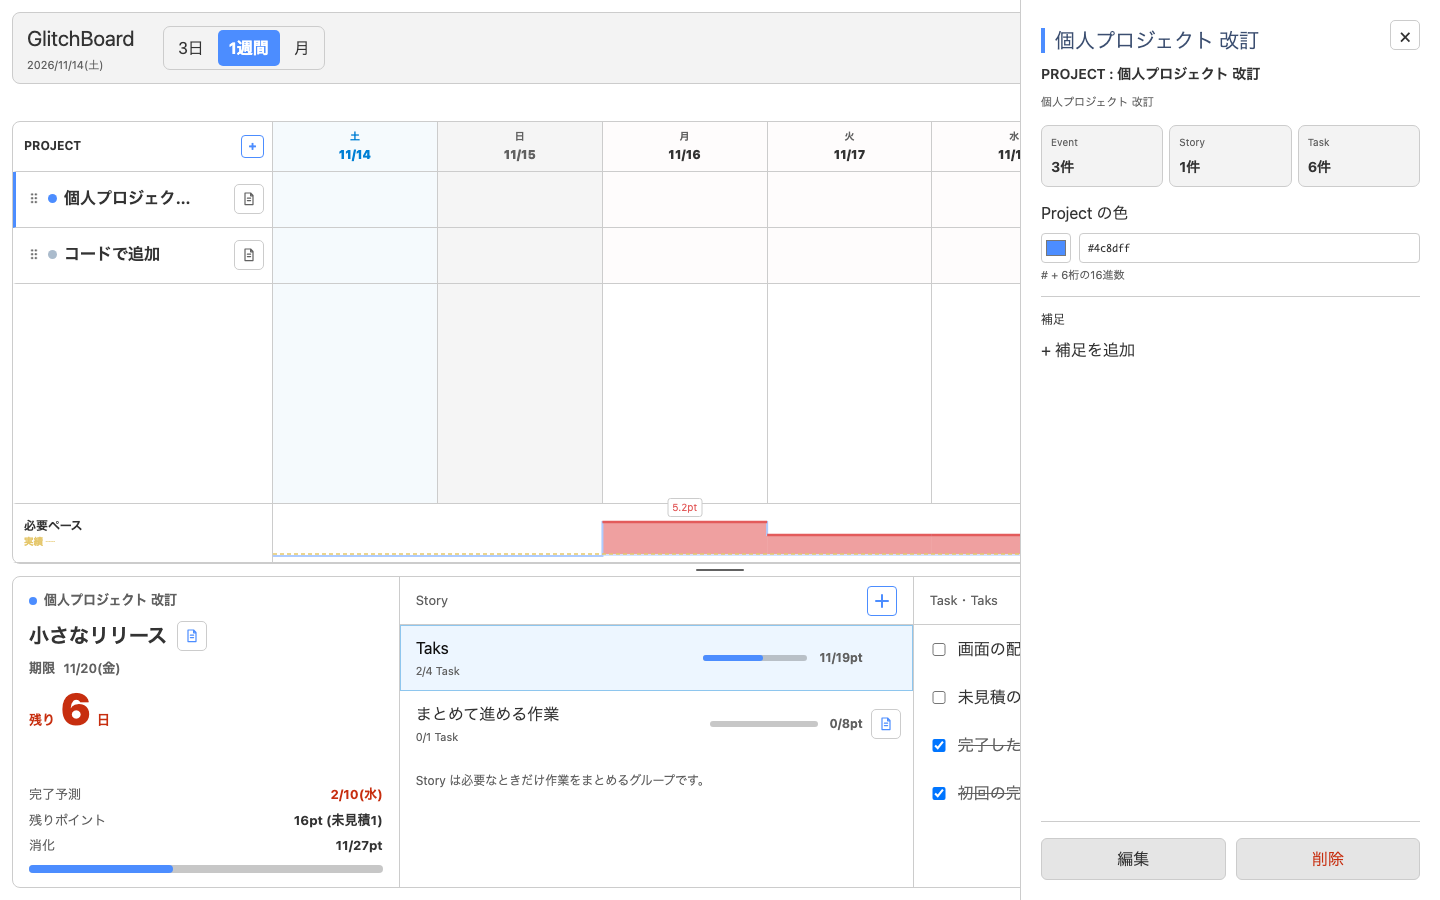 GlitchBoard
2026/11/14(土)
3日 1週間 月
PROJECT
+
土
11/14
日
11/15
月
11/16
火
11/17
水
個人プロジェク...
コードで追加
必要ペース
実績 —
5.2pt
個人プロジェクト 改訂
小さなリリース
期限 11/20(金)
残り 6 日
完了予測 2/10(水)
残りポイント 16pt (未見積1)
消化 11/27pt
Story
+
Taks
2/4 Task
11/19pt
まとめて進める作業
0/1 Task
0/8pt
Story は必要なときだけ作業をまとめるグループです。
Task・Taks
画面の配
未見積の
完了した
初回の完
個人プロジェクト 改訂
×
PROJECT : 個人プロジェクト 改訂
個人プロジェクト 改訂
Event
3件
Story
1件
Task
6件
Project の色
#4c8dff
# + 6桁の16進数
補足
+ 補足を追加
編集
削除